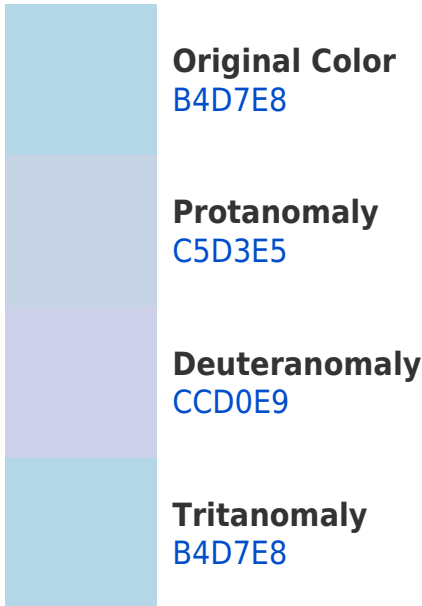 Original Color
B4D7E8
Protanomaly
C5D3E5
Deuteranomaly
CCD0E9
Tritanomaly
B4D7E8